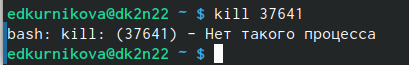 edkurnikova@dk2n22 ~ $ kill 37641
bash: kill: (37641) – Нет такого процесса
edkurnikova@dk2n22 ~ $